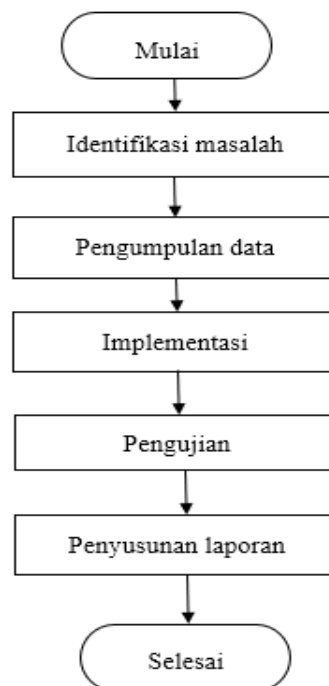 Mulai
Identifikasi masalah
Pengumpulan data
Implementasi
Pengujian
Penyusunan laporan
Selesai